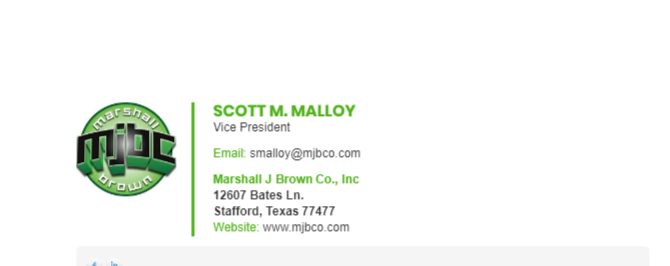 marshall
mjbc
brown
SCOTT M. MALLOY
Vice President
Email: smalloy@mjbco.com
Marshall J Brown Co., Inc
12607 Bates Ln.
Stafford, Texas 77477
Website: www.mjbco.com